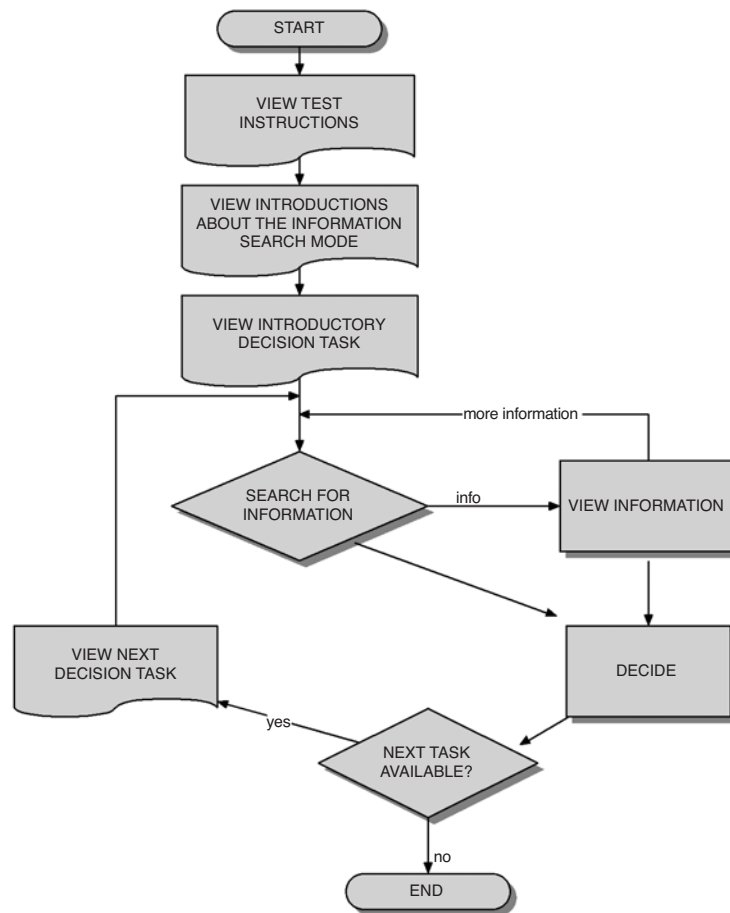 START
VIEW TEST
INSTRUCTIONS
VIEW INTRODUCTIONS
ABOUT THE INFORMATION
SEARCH MODE
VIEW INTRODUCTORY
DECISION TASK
more information
SEARCH FOR
INFORMATION
info
VIEW INFORMATION
VIEW NEXT
DECISION TASK
DECIDE
yes
NEXT TASK
AVAILABLE?
no
END